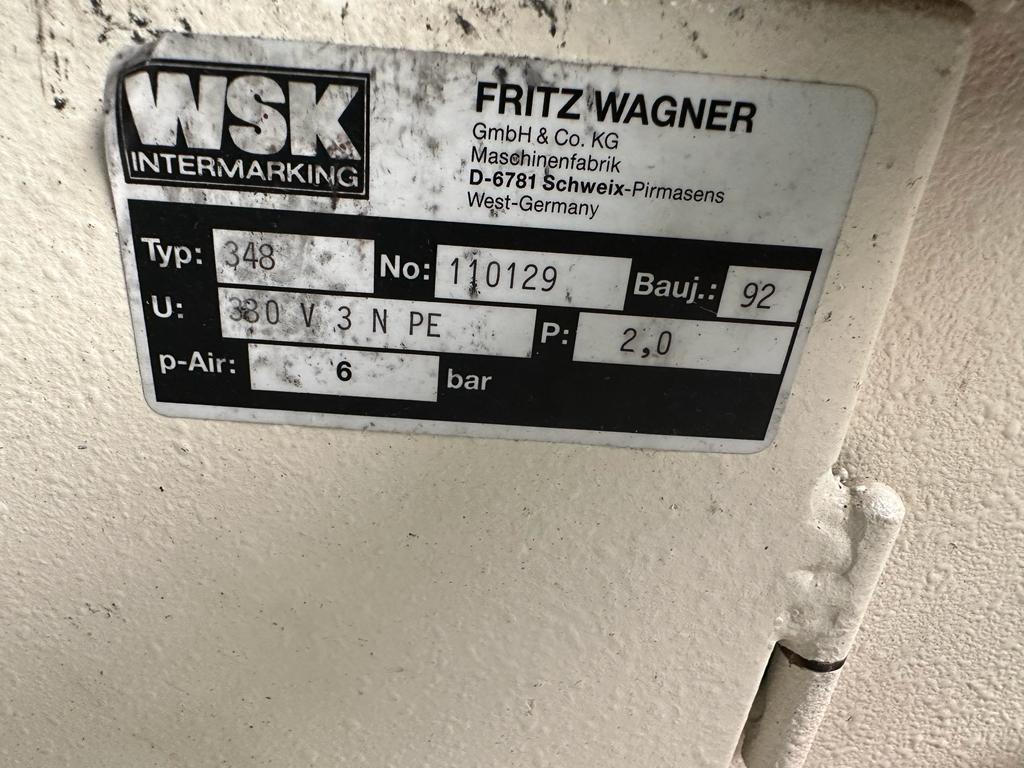 WSK
INTERMARKING
FRITZ WAGNER
GmbH & Co. KG
Maschinenfabrik
D-6781 Schweix-Pirmasens
West-Germany
Typ: 348 No: 110129 Bauj.: 92
U: 380 V 3 N PE P: 2,0
p-Air: 6 bar